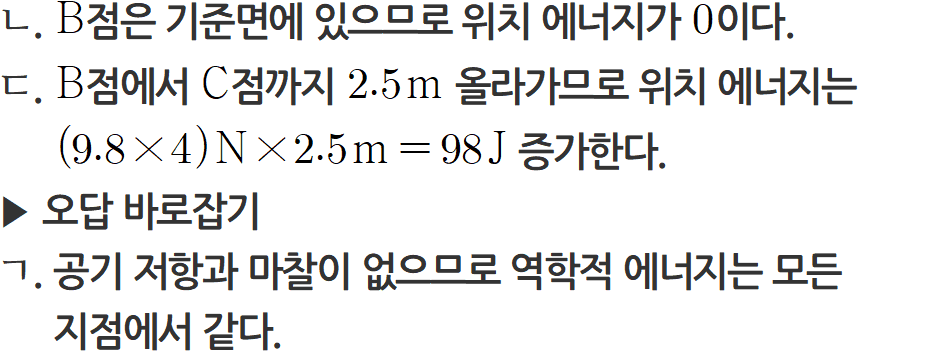 ㄴ. B점은 기준면에 있으므로 위치 에너지가 0이다.
ㄷ. B점에서 C점까지 2.5m 올라가므로 위치 에너지는
(9.8×4)N×2.5m=98J 증가한다.
▶ 오답 바로잡기
ㄱ. 공기 저항과 마찰이 없으므로 역학적 에너지는 모든
지점에서 같다.